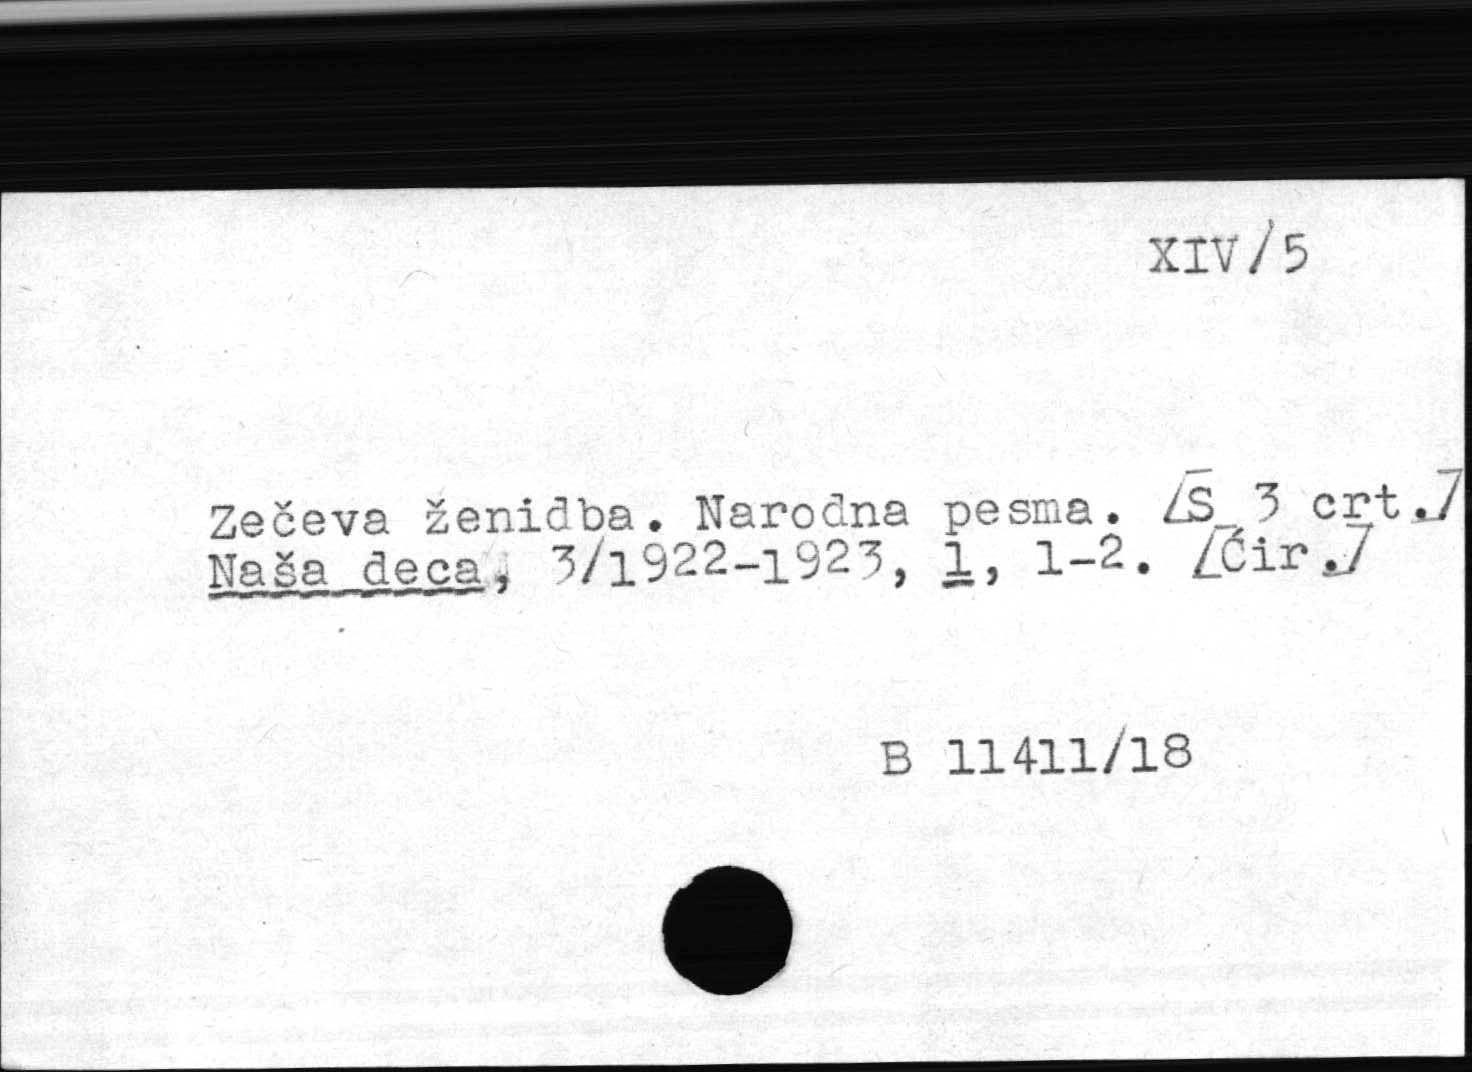 XIV/5
Zečeva ženidba. Narodna pesma. [S 3 crt.]
Naša deca, 3/1922-1923, 1, 1-2. [Ćir.]
B 11411/18